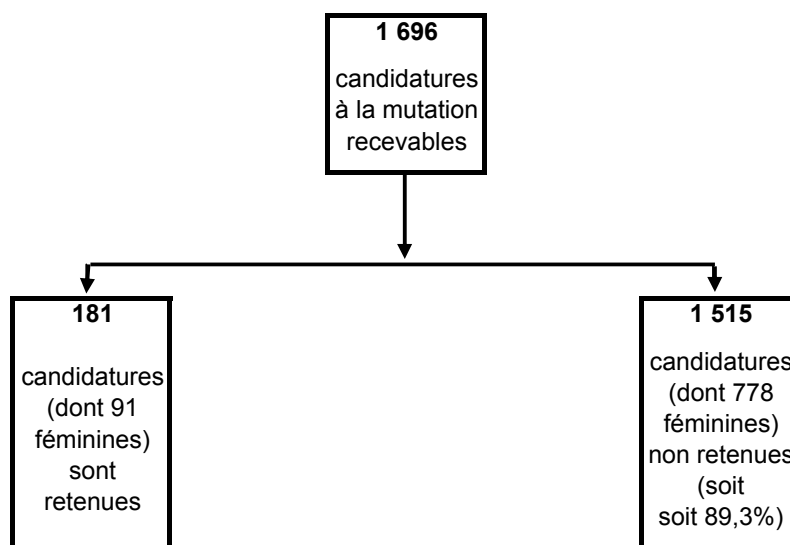 1 696
candidatures
à la mutation
recevables
181
candidatures
(dont 91
féminines)
sont
retenues
1 515
candidatures
(dont 778
féminines)
non retenues
(soit
soit 89,3%)